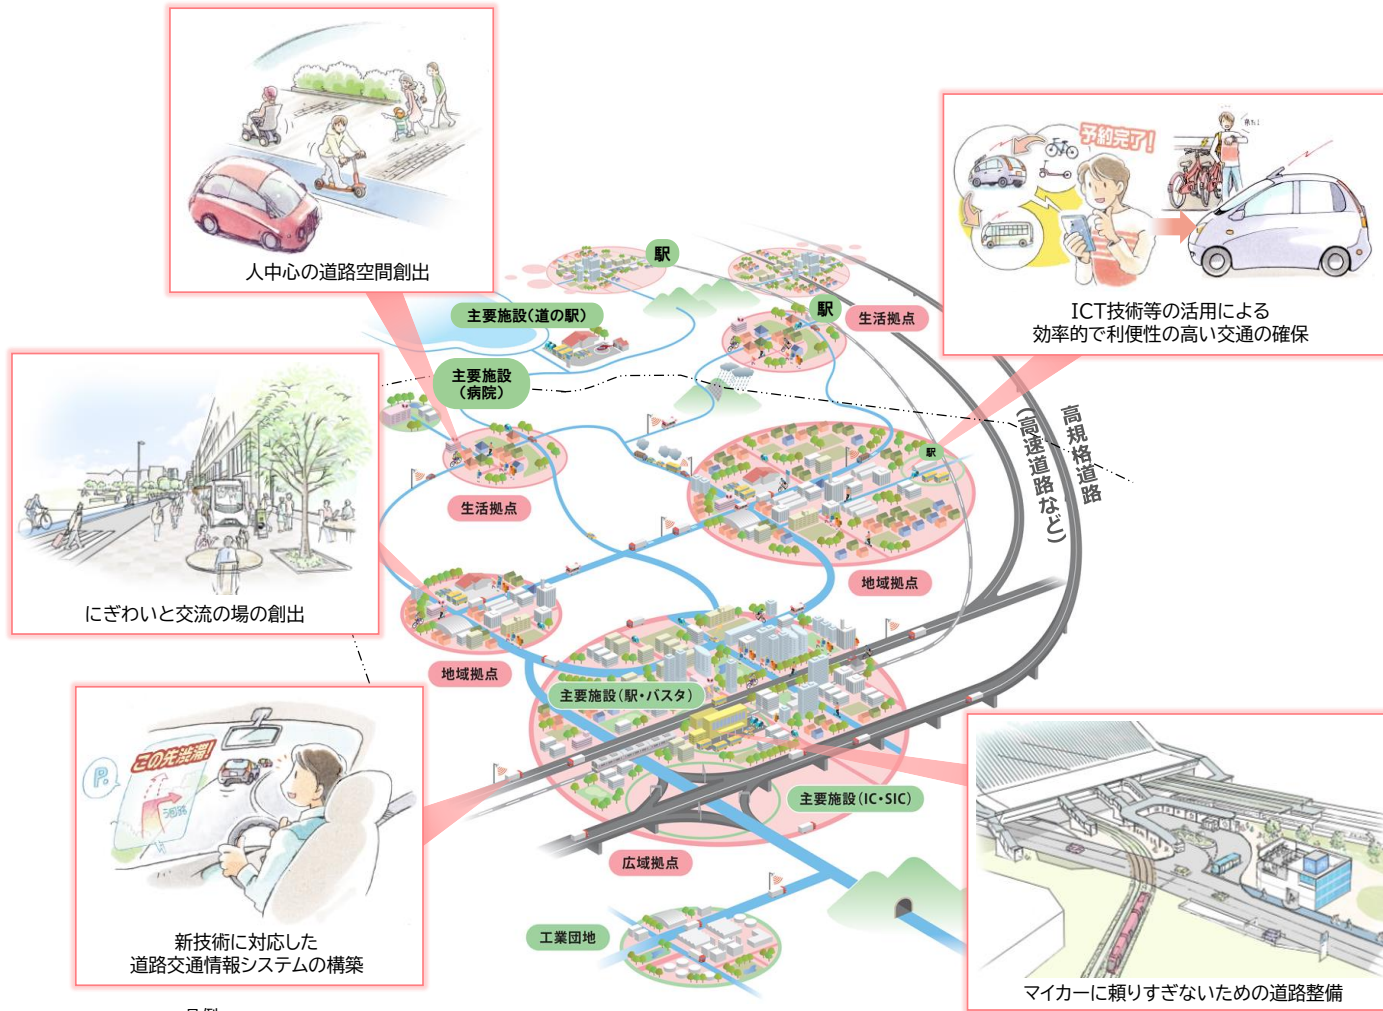 人中心の道路空間創出
予約完了!
ICT技術等の活用による
効率的で利便性の高い交通の確保
駅
主要施設(道の駅)
駅
生活拠点
主要施設
(病院)
高規格道路
(高速道路など)
駅
生活拠点
地域拠点
にぎわいと交流の場の創出
地域拠点
主要施設(駅・バスタ)
主要施設(IC・SIC)
広域拠点
工業団地
P.
この先渋滞!
新技術に対応した
道路交通情報システムの構築
マイカーに頼りすぎないための道路整備